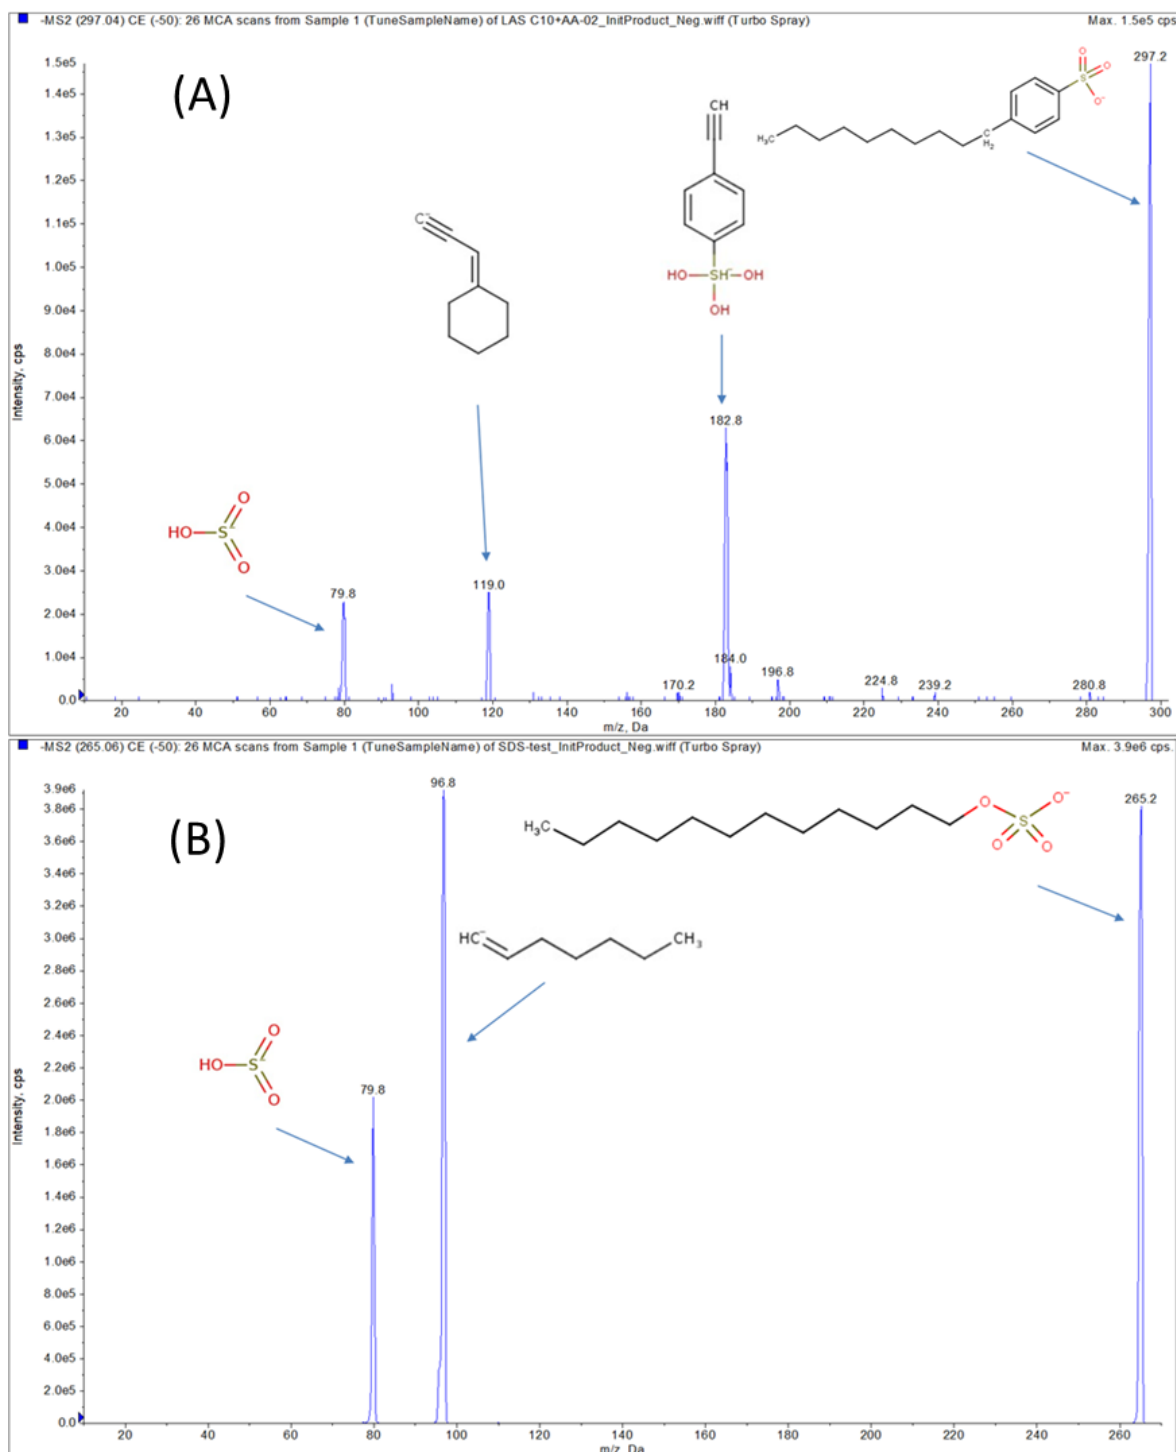 -MS2 (297.04) CE (-50): 26 MCA scans from Sample 1 (TuneSampleName) of LAS C10+AA-02_InitProduct_Neg.wiff (Turbo Spray) Max. 1.5e5 cps
(A)
Intensity, cps
1.5e5
1.4e5
1.3e5
1.2e5
1.1e5
1.0e5
9.0e4
8.0e4
7.0e4
6.0e4
5.0e4
4.0e4
3.0e4
2.0e4
1.0e4
0.0
297.2
O
S
O
O⁻
H₃C
C
H₂
CH
HO SH⁻ OH
OH
C⁻
182.8
HO S⁻ O
O
79.8
119.0
184.0
170.2
196.8
224.8
239.2
280.8
20 40 60 80 100 120 140 160 180 200 220 240 260 280 300
m/z, Da
-MS2 (265.06) CE (-50): 26 MCA scans from Sample 1 (TuneSampleName) of SDS-test_InitProduct_Neg.wiff (Turbo Spray) Max. 3.9e6 cps.
(B)
Intensity, cps
3.9e6
3.8e6
3.6e6
3.4e6
3.2e6
3.0e6
2.8e6
2.6e6
2.4e6
2.2e6
2.0e6
1.8e6
1.6e6
1.4e6
1.2e6
1.0e6
8.0e5
6.0e5
4.0e5
2.0e5
0.0
96.8
265.2
H₃C O S O⁻
O O
HC⁻ CH₃
HO S⁻ O
O
79.8
20 40 60 80 100 120 140 160 180 200 220 240 260
m/z, Da